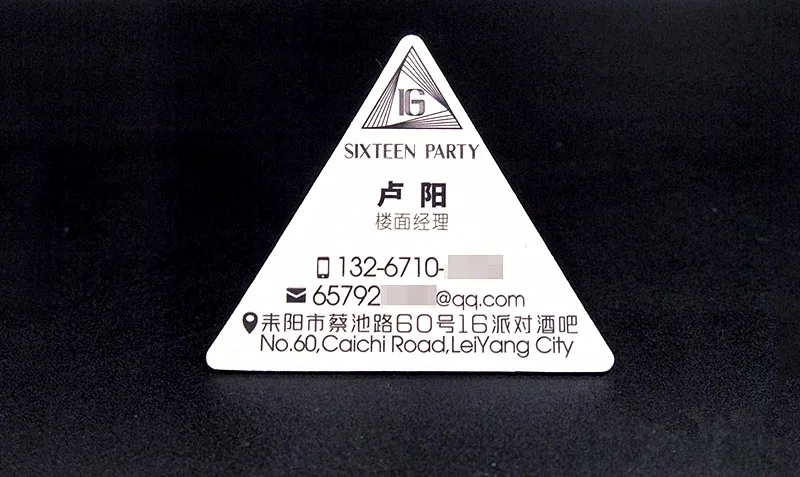 16
SIXTEEN PARTY
卢阳
楼面经理
132-6710-
65792 @qq.com
耒阳市蔡池路60号16派对酒吧
No.60,Caichi Road,LeiYang City